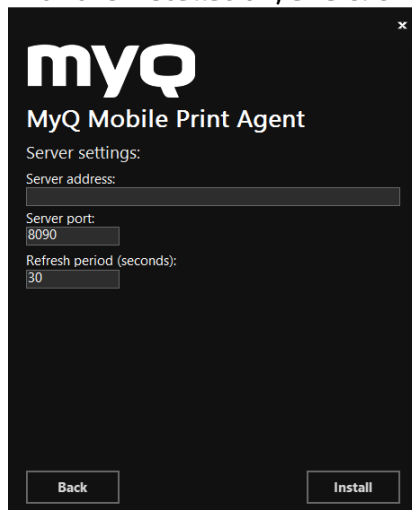 x
myQ
MyQ Mobile Print Agent
Server settings:
Server address:
Server port:
8090
Refresh period (seconds):
30
Back
Install